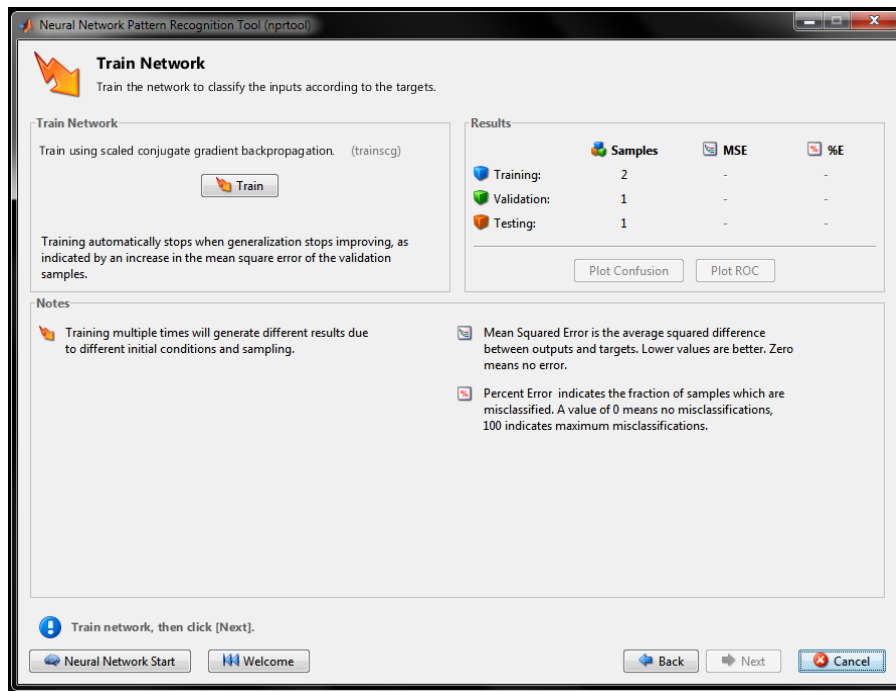 Neural Network Pattern Recognition Tool (nprtool)
Train Network
Train the network to classify the inputs according to the targets.
Train Network
Train using scaled conjugate gradient backpropagation. (trainscg)
Train
Training automatically stops when generalization stops improving, as
indicated by an increase in the mean square error of the validation
samples.
Results
Samples MSE %E
Training: 2 - -
Validation: 1 - -
Testing: 1 - -
Plot Confusion Plot ROC
Notes
Training multiple times will generate different results due
to different initial conditions and sampling.
Mean Squared Error is the average squared difference
between outputs and targets. Lower values are better. Zero
means no error.
Percent Error indicates the fraction of samples which are
misclassified. A value of 0 means no misclassifications,
100 indicates maximum misclassifications.
Train network, then click [Next].
Neural Network Start Welcome Back Next Cancel